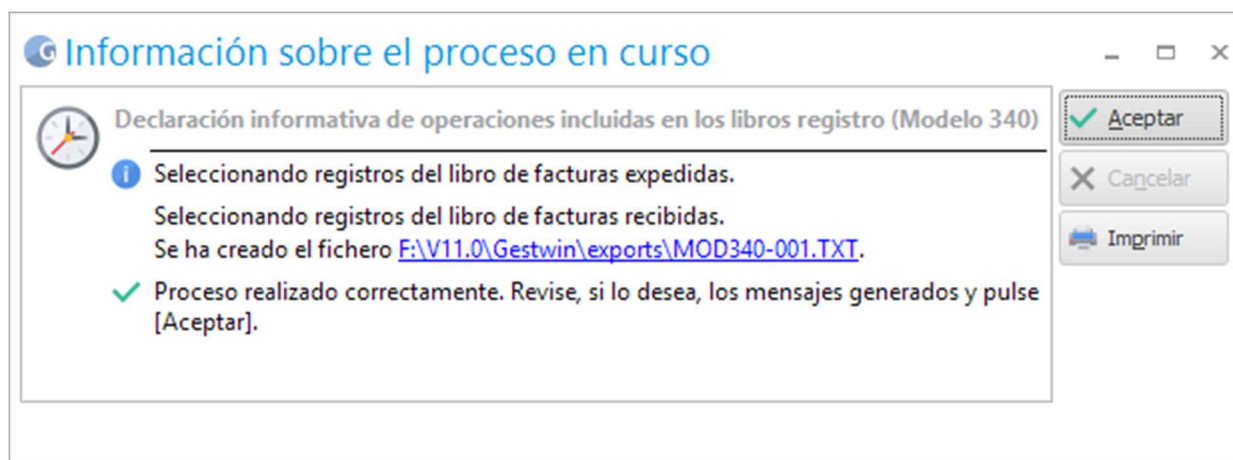 Información sobre el proceso en curso
Declaración informativa de operaciones incluidas en los libros registro (Modelo 340)
Seleccionando registros del libro de facturas expedidas.
Seleccionando registros del libro de facturas recibidas.
Se ha creado el fichero F:\V11.0\Gestwin\exports\MOD340-001.TXT.
Proceso realizado correctamente. Revise, si lo desea, los mensajes generados y pulse
[Aceptar].
Aceptar
Cancelar
Imprimir